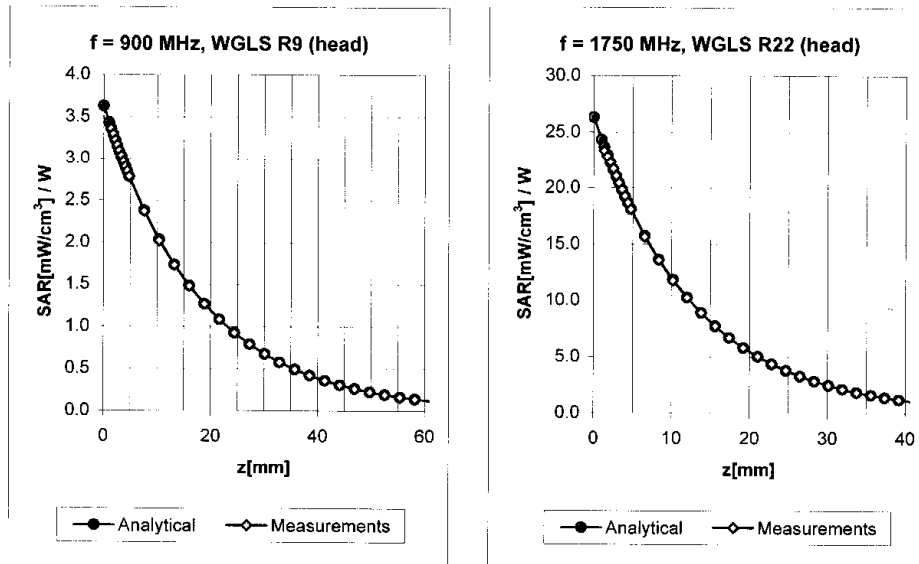 f = 900 MHz, WGLS R9 (head)
4.0
3.5
3.0
2.5
2.0
1.5
1.0
0.5
0.0
SAR[mW/cm³] / W
0
20
40
60
z[mm]
Analytical
Measurements
f = 1750 MHz, WGLS R22 (head)
30.0
25.0
20.0
15.0
10.0
5.0
0.0
SAR[mW/cm³] / W
0
10
20
30
40
z[mm]
Analytical
Measurements